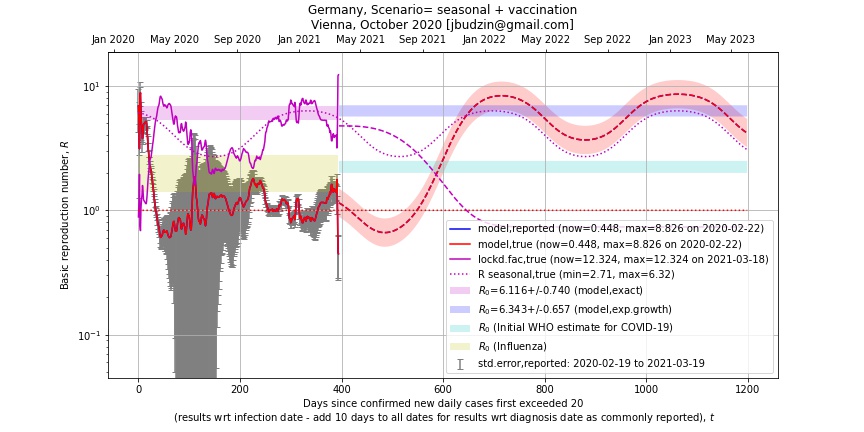 Germany, Scenario= seasonal + vaccination
Vienna, October 2020 [jbudzin@gmail.com]
Jan 2020 May 2020 Sep 2020 Jan 2021 May 2021 Sep 2021 Jan 2022 May 2022 Sep 2022 Jan 2023 May 2023
Basic reproduction number, R
10¹
10⁰
10⁻¹
model,reported (now=0.448, max=8.826 on 2020-02-22)
model,true (now=0.448, max=8.826 on 2020-02-22)
lockd.fac,true (now=12.324, max=12.324 on 2021-03-18)
R seasonal,true (min=2.71, max=6.32)
R₀=6.116+/-0.740 (model,exact)
R₀=6.343+/-0.657 (model,exp.growth)
R₀ (Initial WHO estimate for COVID-19)
R₀ (Influenza)
std.error,reported: 2020-02-19 to 2021-03-19
0 200 400 600 800 1000 1200
Days since confirmed new daily cases first exceeded 20
(results wrt infection date - add 10 days to all dates for results wrt diagnosis date as commonly reported), t